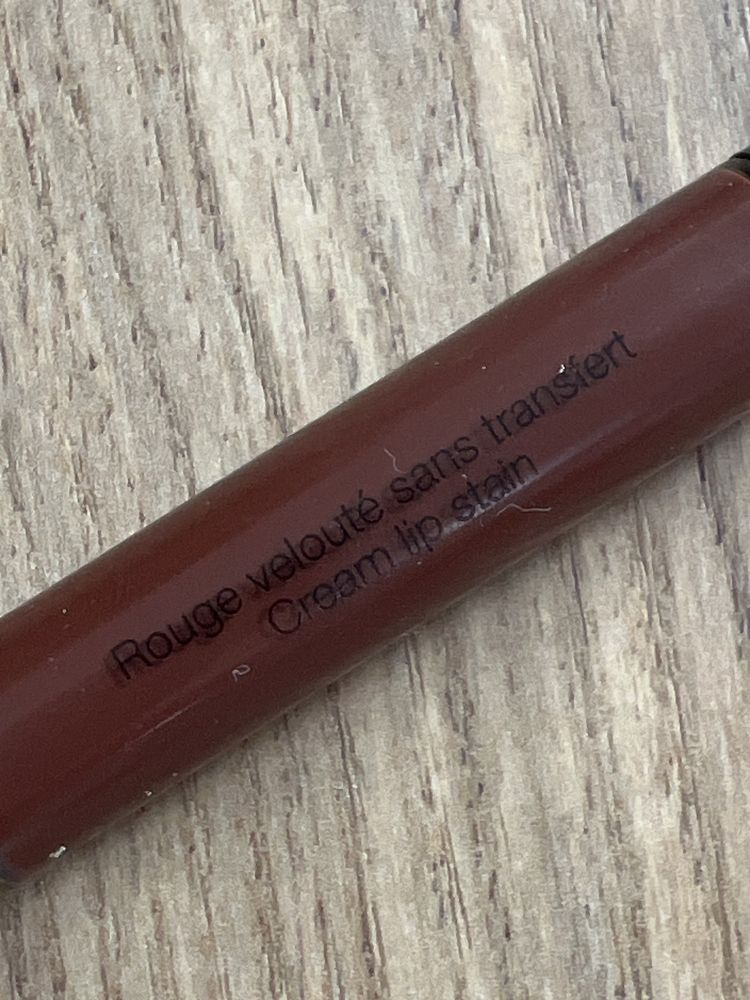 Rouge velouté sans transfert
Cream lip stain